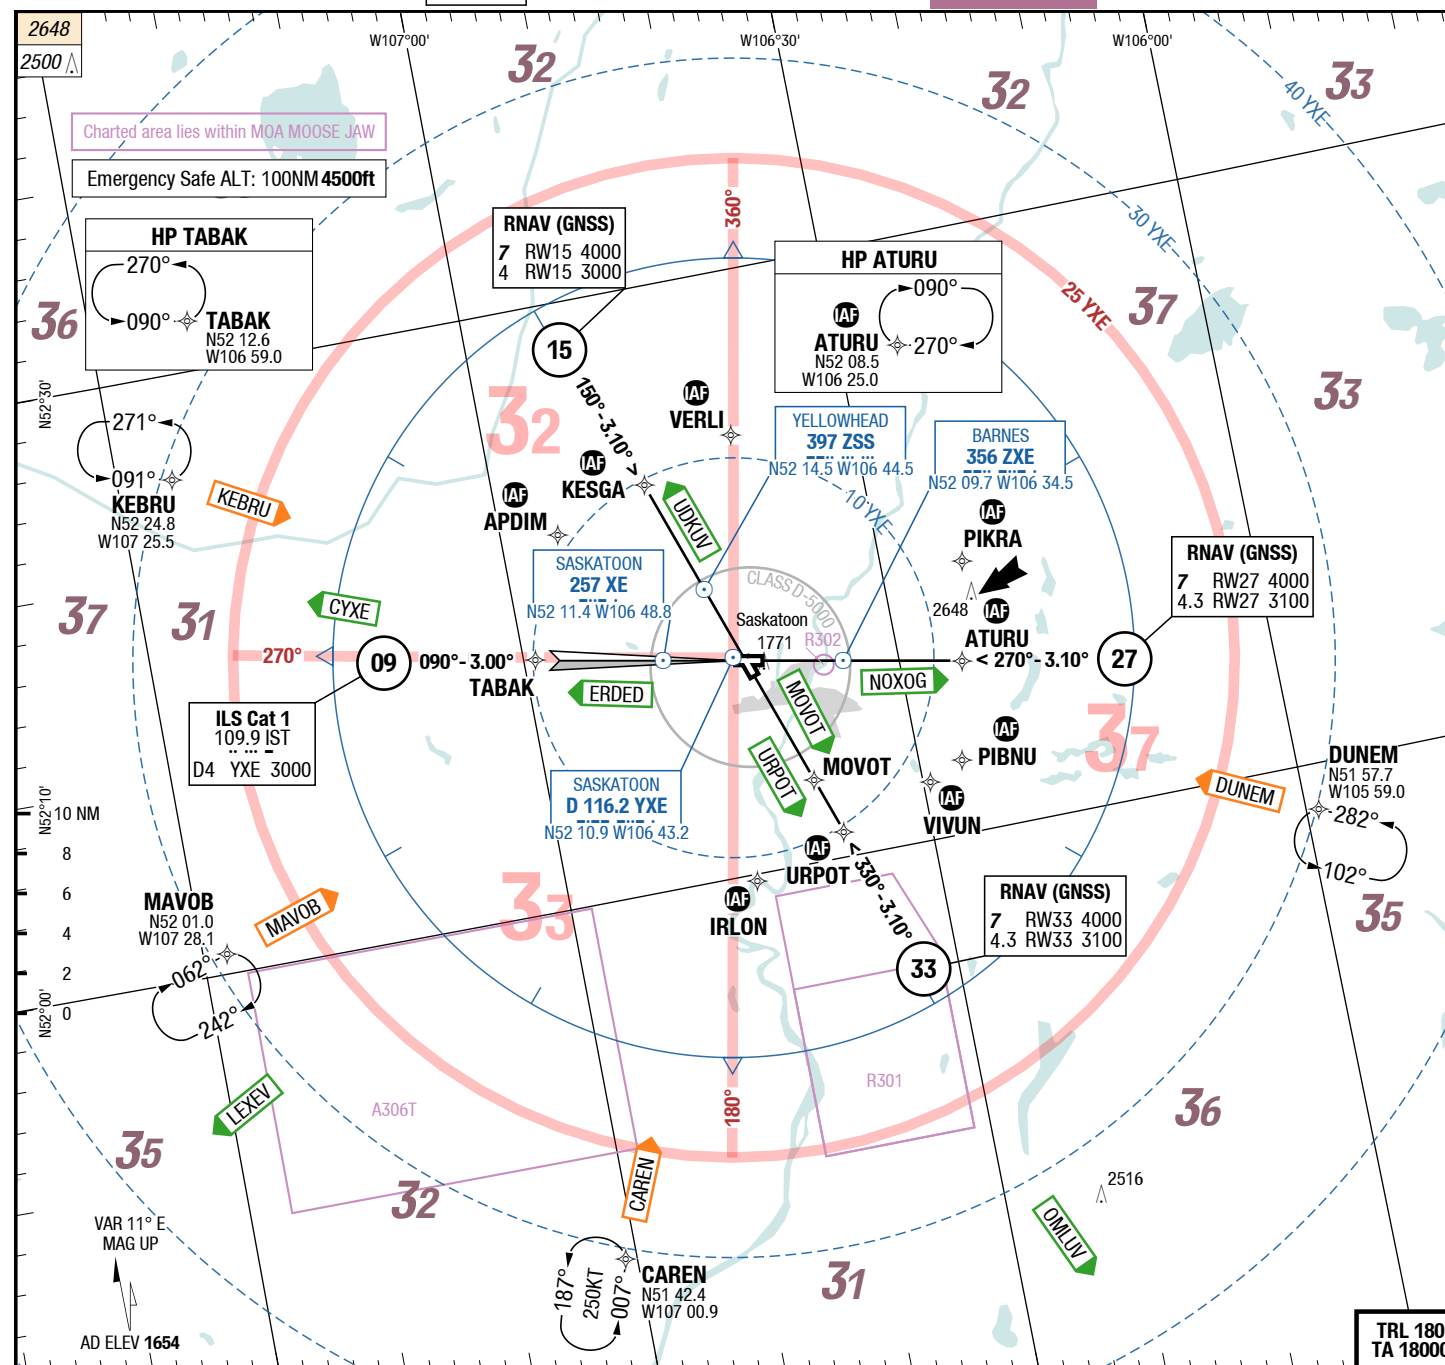 2648
2500
W107°00'
W106°30'
W106°00'
32
32
33
40 YXE
Charted area lies within MOA MOOSE JAW
Emergency Safe ALT: 100NM 4500ft
360°
30 YXE
25 YXE
37
36
HP TABAK
270°
090°
TABAK
N52 12.6
W106 59.0
RNAV (GNSS)
7 RW15 4000
4 RW15 3000
15
150°-3.10° >
HP ATURU
090°
270°
IAF
ATURU
N52 08.5
W106 25.0
33
N52°30'
32
IAF
VERLI
YELLOWHEAD
397 ZSS
N52 14.5 W106 44.5
BARNES
356 ZXE
N52 09.7 W106 34.5
271°
091°
KEBRU
N52 24.8
W107 25.5
KEBRU
IAF
KESGA
IAF
APDIM
UDKUV
10 YXE
IAF
PIKRA
RNAV (GNSS)
7 RW27 4000
4.3 RW27 3100
SASKATOON
257 XE
N52 11.4 W106 48.8
CLASS D-5000
2648
IAF
ATURU
37
31
CYXE
Saskatoon
1771
R302
270°
09
090°-3.00°
TABAK
< 270°-3.10°
27
ERDED
NOXOG
MOVOT
ILS Cat 1
109.9 IST
D4 YXE 3000
URPOT
MOVOT
IAF
PIBNU
37
DUNEM
N51 57.7
W105 59.0
282°
102°
DUNEM
SASKATOON
D 116.2 YXE
N52 10.9 W106 43.2
IAF
VIVUN
N52°10'
10 NM
8
6
4
2
0
N52°00'
IAF
URPOT
< 330°-3.10°
33
RNAV (GNSS)
7 RW33 4000
4.3 RW33 3100
IAF
IRLON
33
35
MAVOB
N52 01.0
W107 28.1
062°
242°
MAVOB
LEXEV
A306T
180°
R301
36
35
32
CAREN
2516
OMLUV
VAR 11° E
MAG UP
AD ELEV 1654
187°
250KT
007°
CAREN
N51 42.4
W107 00.9
31
TRL 180
TA 18000